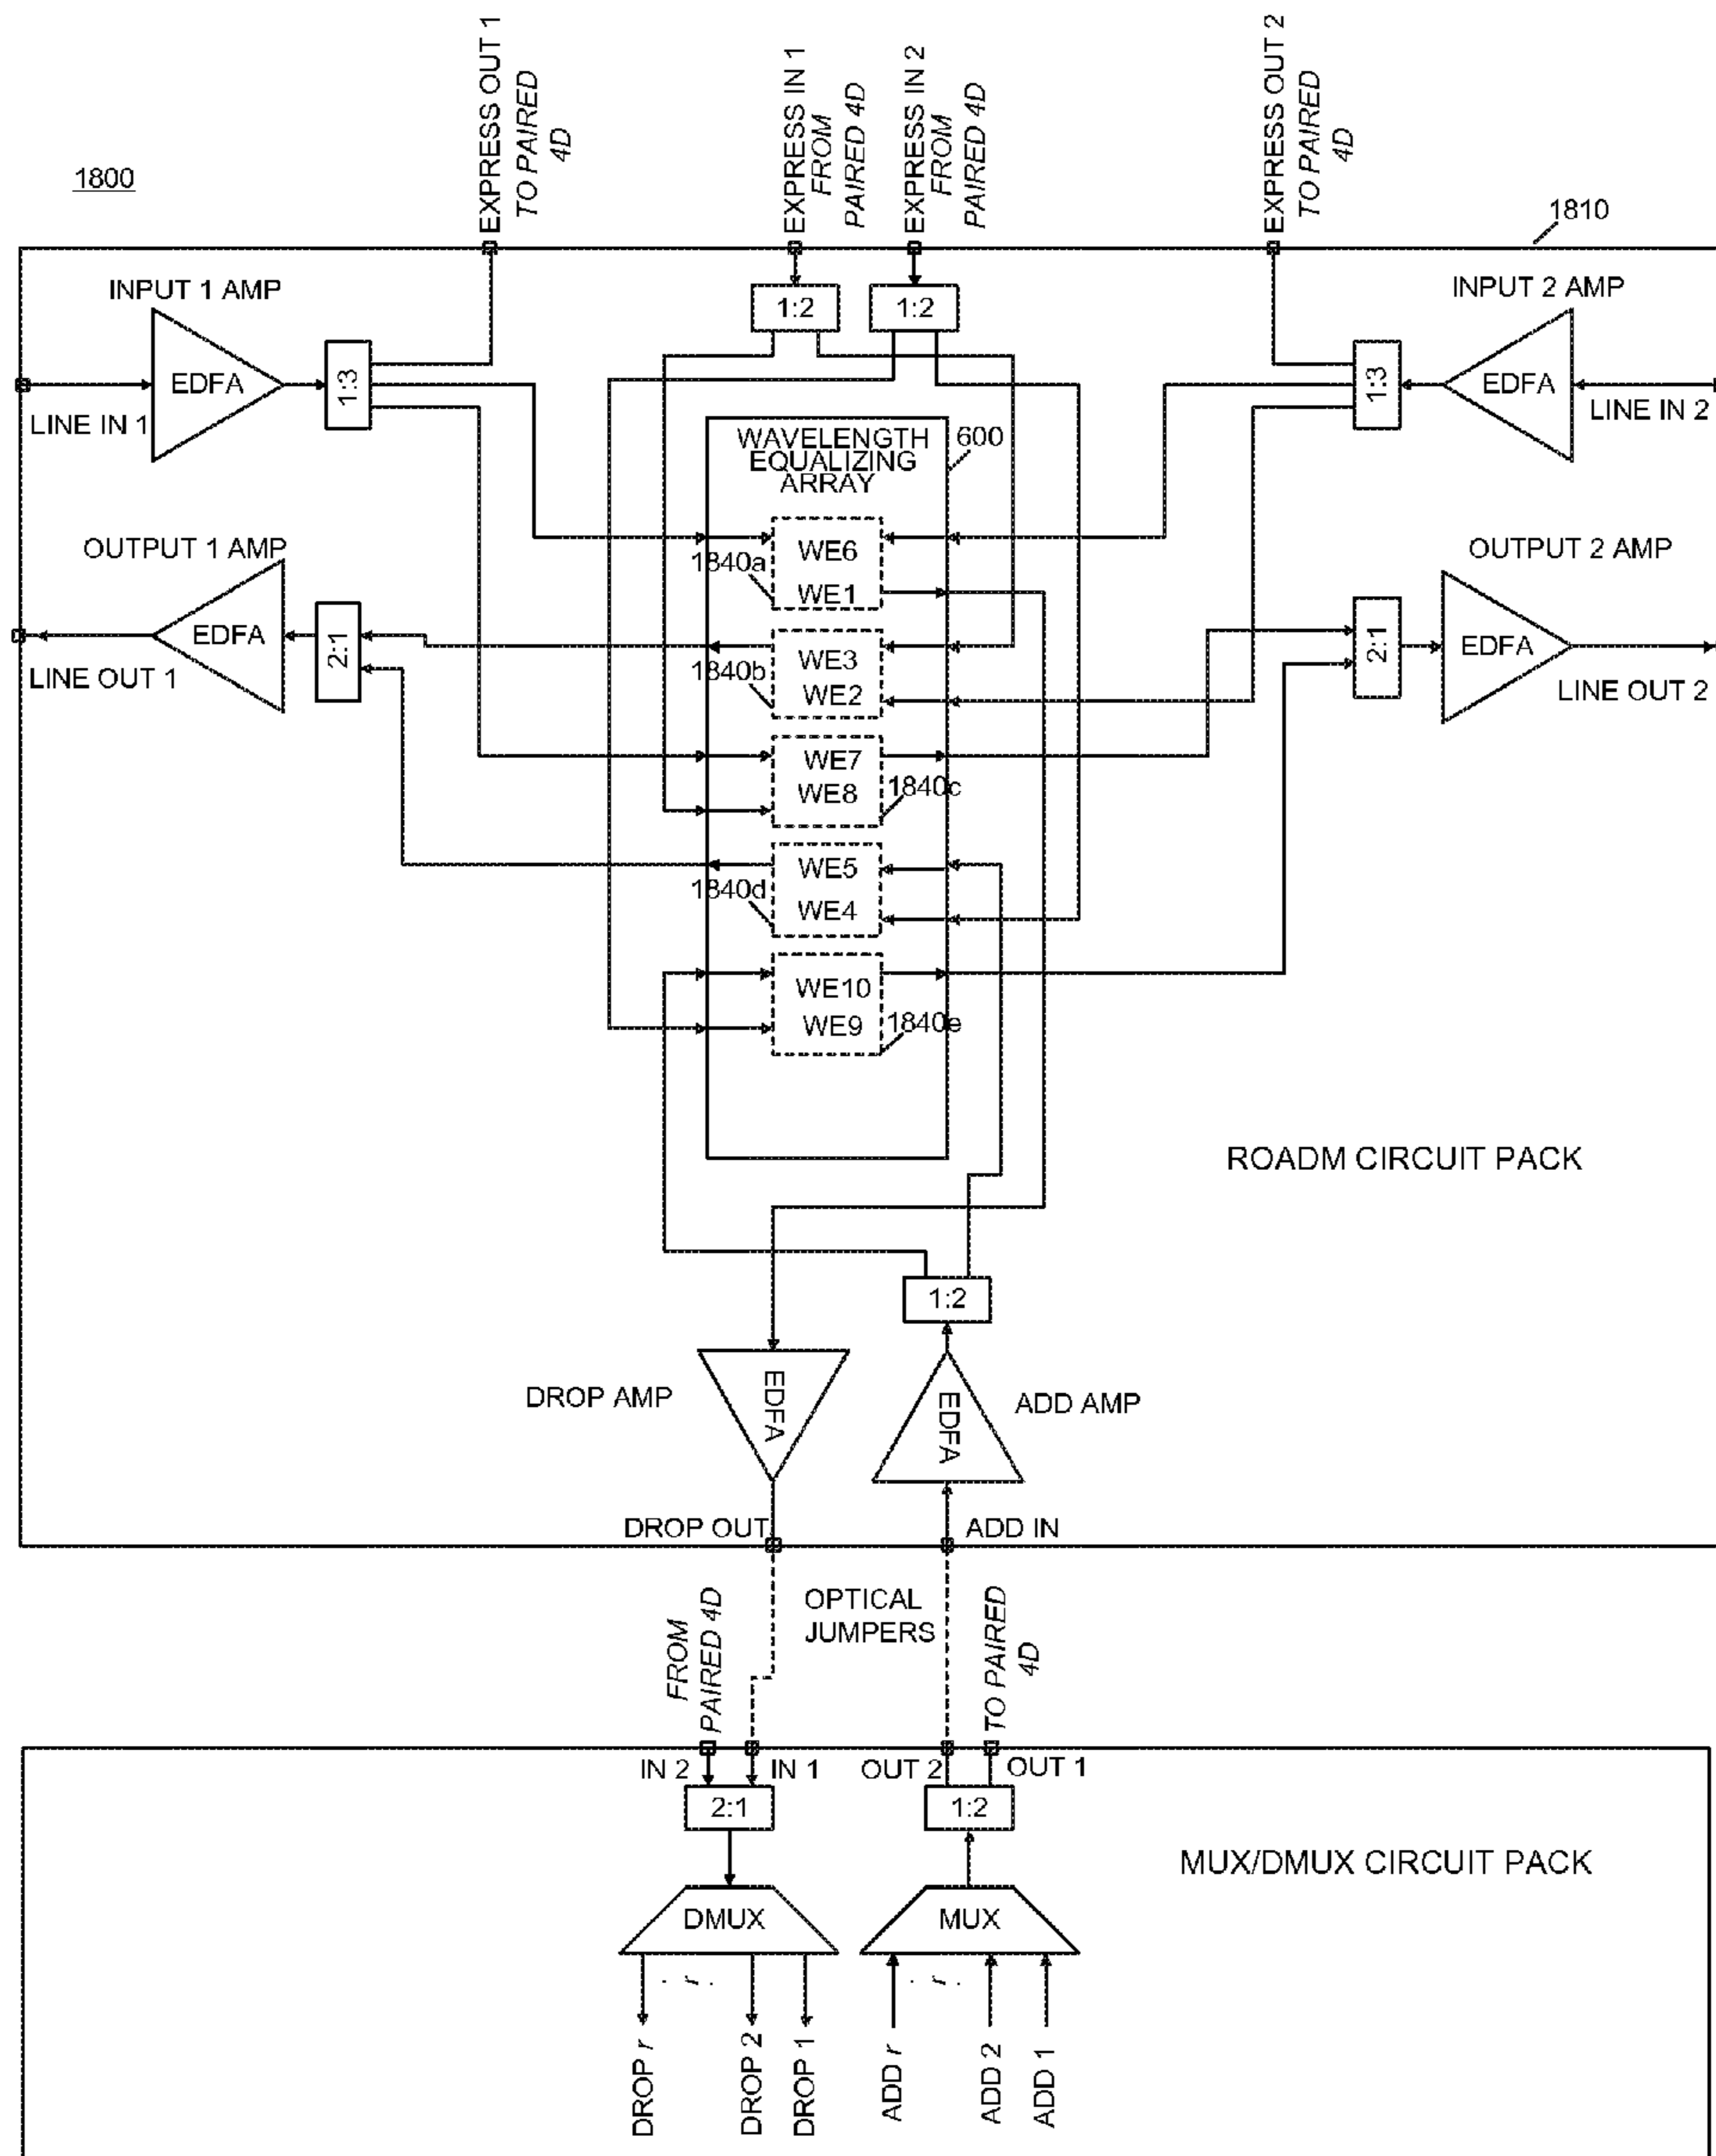 1800
EXPRESS OUT 1
TO PAIRED
4D
EXPRESS IN 1
FROM
PAIRED 4D
EXPRESS IN 2
FROM
PAIRED 4D
EXPRESS OUT 2
TO PAIRED
4D
1810
INPUT 1 AMP
EDFA
LINE IN 1
1:3
1:2
1:2
INPUT 2 AMP
EDFA
LINE IN 2
1:3
WAVELENGTH
EQUALIZING
ARRAY
600
OUTPUT 1 AMP
EDFA
LINE OUT 1
2:1
OUTPUT 2 AMP
EDFA
LINE OUT 2
2:1
WE6
1840a
WE1
WE3
1840b
WE2
WE7
WE8
1840c
WE5
1840d
WE4
WE10
WE9
1840e
ROADM CIRCUIT PACK
1:2
DROP AMP
EDFA
EDFA
ADD AMP
DROP OUT
ADD IN
OPTICAL
JUMPERS
FROM
PAIRED 4D
TO PAIRED
4D
IN 2
IN 1
OUT 2
OUT 1
2:1
1:2
MUX/DMUX CIRCUIT PACK
DMUX
MUX
. r .
. r .
DROP r
DROP 2
DROP 1
ADD r
ADD 2
ADD 1